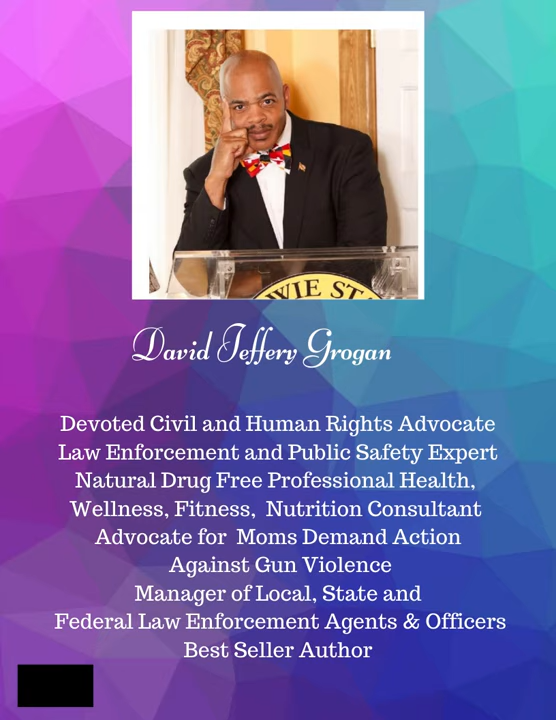 WIE STA
David Jeffery Grogan
Devoted Civil and Human Rights Advocate
Law Enforcement and Public Safety Expert
Natural Drug Free Professional Health,
Wellness, Fitness, Nutrition Consultant
Advocate for Moms Demand Action
Against Gun Violence
Manager of Local, State and
Federal Law Enforcement Agents & Officers
Best Seller Author